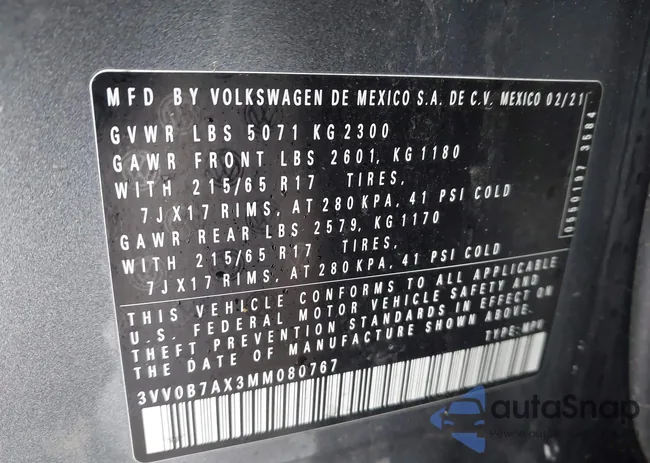 MFD BY VOLKSWAGEN DE MEXICO S.A. DE C.V. MEXICO 02/21
GVWR LBS 5071 KG 2300
GAWR FRONT LBS 2601, KG 1180
WITH 215/65 R17 TIRES,
7JX17 RIMS, AT 280 KPA, 41 PSI COLD
GAWR REAR LBS 2579, KG 1170
WITH 215/65 R17 TIRES,
7JX17 RIMS, AT 280 KPA, 41 PSI COLD
THIS VEHICLE CONFORMS TO ALL APPLICABLE
U.S. FEDERAL MOTOR VEHICLE SAFETY AND
THEFT PREVENTION STANDARDS IN EFFECT ON
THE DATE OF MANUFACTURE SHOWN ABOVE.
TYPE: MPV
3VV0B7AX3MM080767
autoSnap